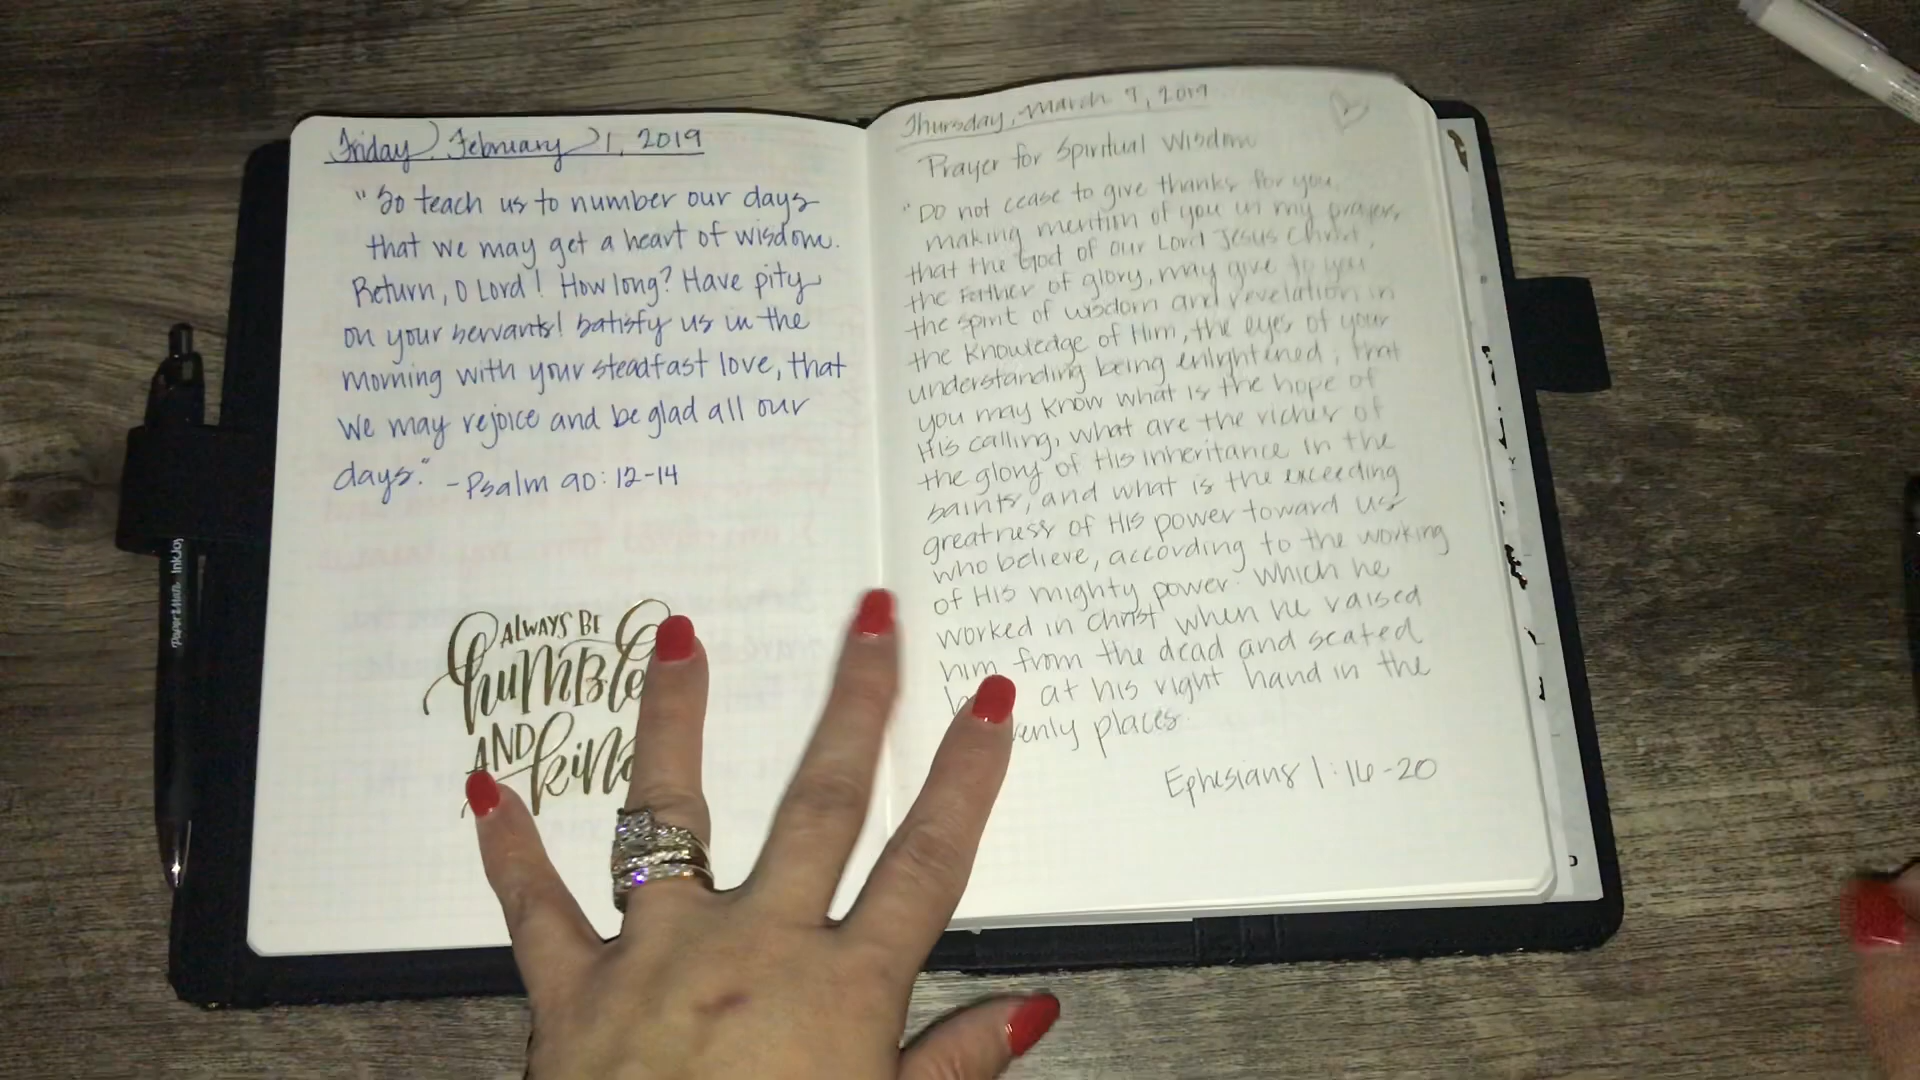 Friday, February 1, 2019
"So teach us to number our days
that we may get a heart of wisdom.
Return, O Lord! How long? Have pity
on your servants! Satisfy us in the
morning with your steadfast love, that
we may rejoice and be glad all our
days." -Psalm 90:12-14
ALWAYS BE
humble
AND kind
PaperMate InkJoy
Thursday, March 7, 2019
Prayer for Spiritual Wisdom
"Do not cease to give thanks for you,
making mention of you in my prayers,
that the God of our Lord Jesus Christ,
the Father of glory, may give to you
the spirit of wisdom and revelation in
the knowledge of Him, the eyes of your
understanding being enlightened; that
you may know what is the hope of
His calling, what are the riches of
the glory of His inheritance in the
saints, and what is the exceeding
greatness of His power toward us
who believe, according to the working
of His mighty power. Which he
worked in Christ when he raised
him from the dead and seated
at his right hand in the
venly places.
Ephesians 1:16-20